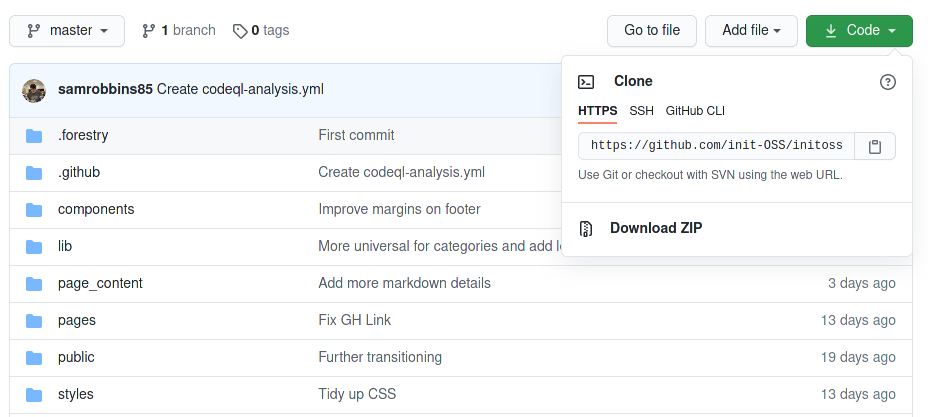 master 1 branch 0 tags Go to file Add file Code
samrobbins85 Create codeql-analysis.yml
Clone
HTTPS SSH GitHub CLI
https://github.com/init-OSS/initoss
Use Git or checkout with SVN using the web URL.
Download ZIP
.forestry First commit
.github Create codeql-analysis.yml
components Improve margins on footer
lib More universal for categories and add
page_content Add more markdown details 3 days ago
pages Fix GH Link 13 days ago
public Further transitioning 19 days ago
styles Tidy up CSS 13 days ago